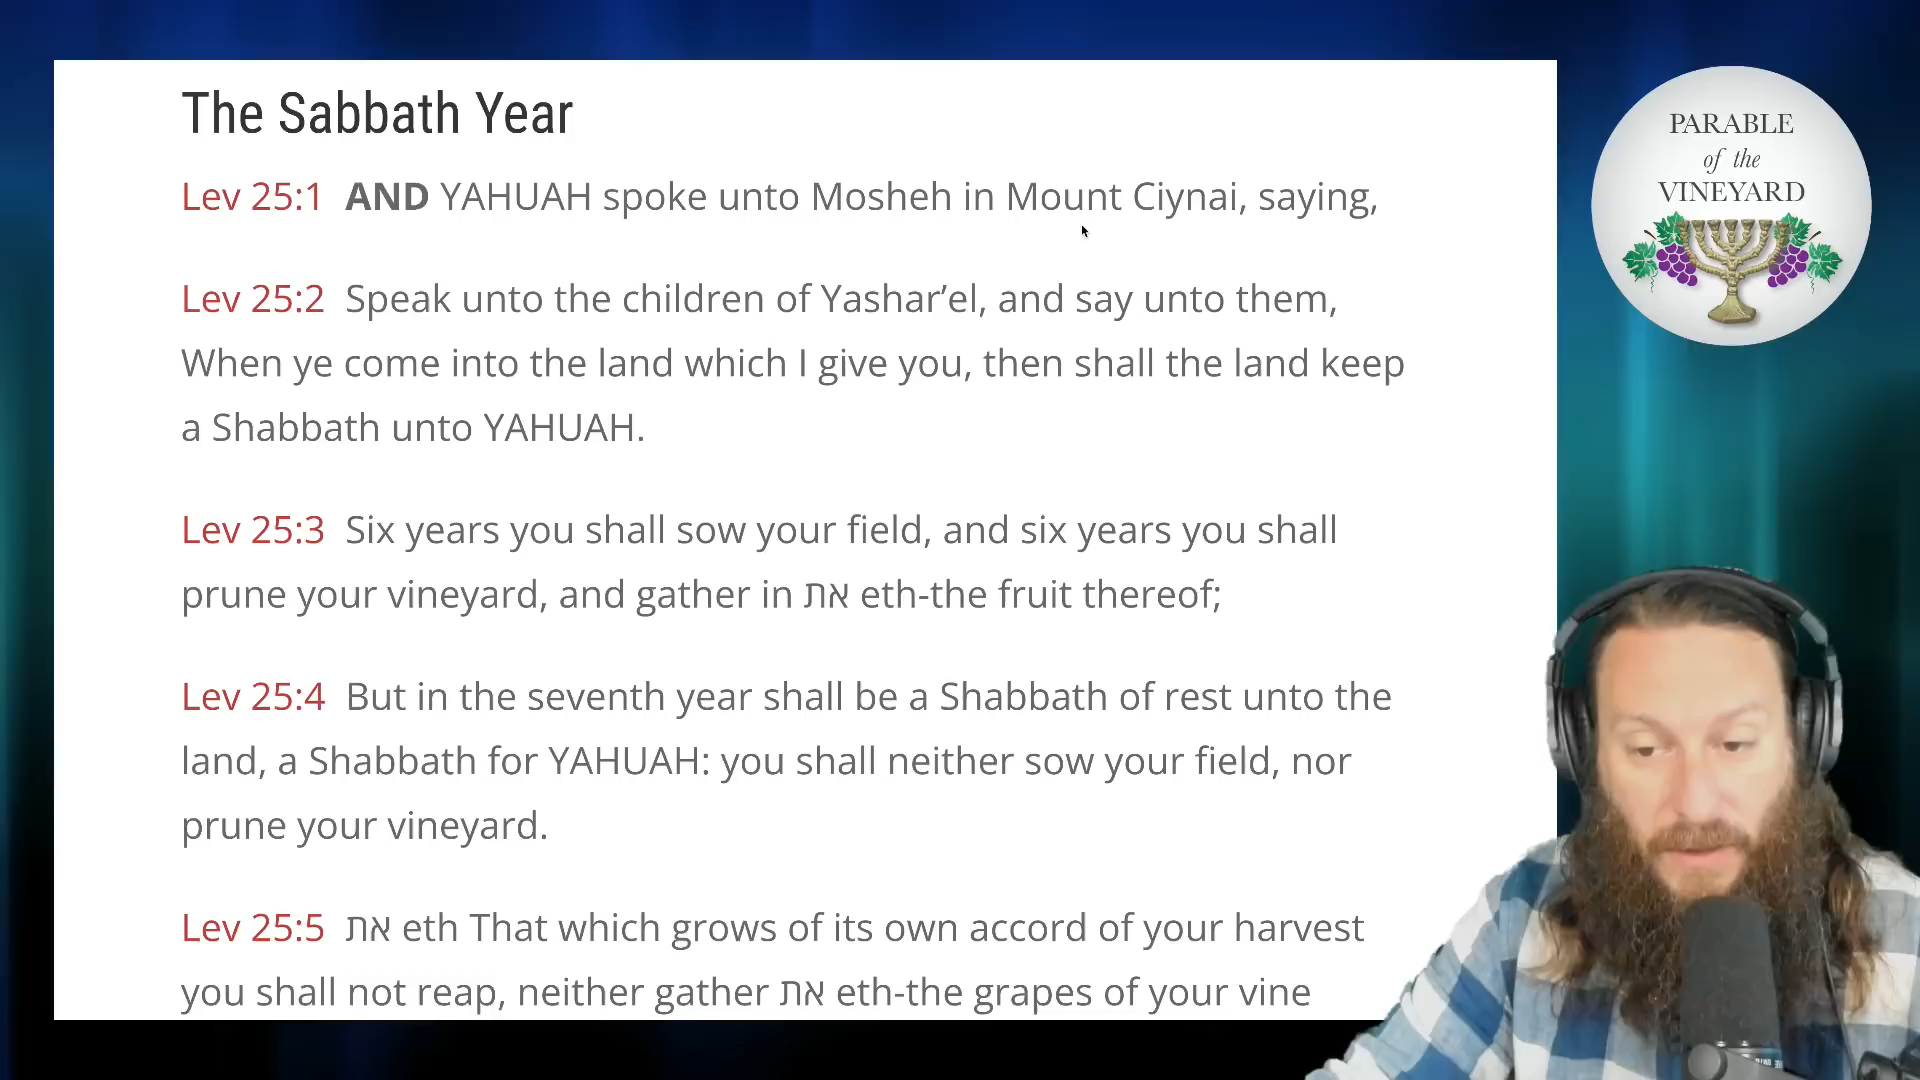 The Sabbath Year
Lev 25:1 AND YAHUAH spoke unto Mosheh in Mount Ciynai, saying,
Lev 25:2 Speak unto the children of Yashar’el, and say unto them,
When ye come into the land which I give you, then shall the land keep
a Shabbath unto YAHUAH.
Lev 25:3 Six years you shall sow your field, and six years you shall
prune your vineyard, and gather in את eth-the fruit thereof;
Lev 25:4 But in the seventh year shall be a Shabbath of rest unto the
land, a Shabbath for YAHUAH: you shall neither sow your field, nor
prune your vineyard.
Lev 25:5 את eth That which grows of its own accord of your harvest
you shall not reap, neither gather את eth-the grapes of your vine
PARABLE
of the
VINEYARD